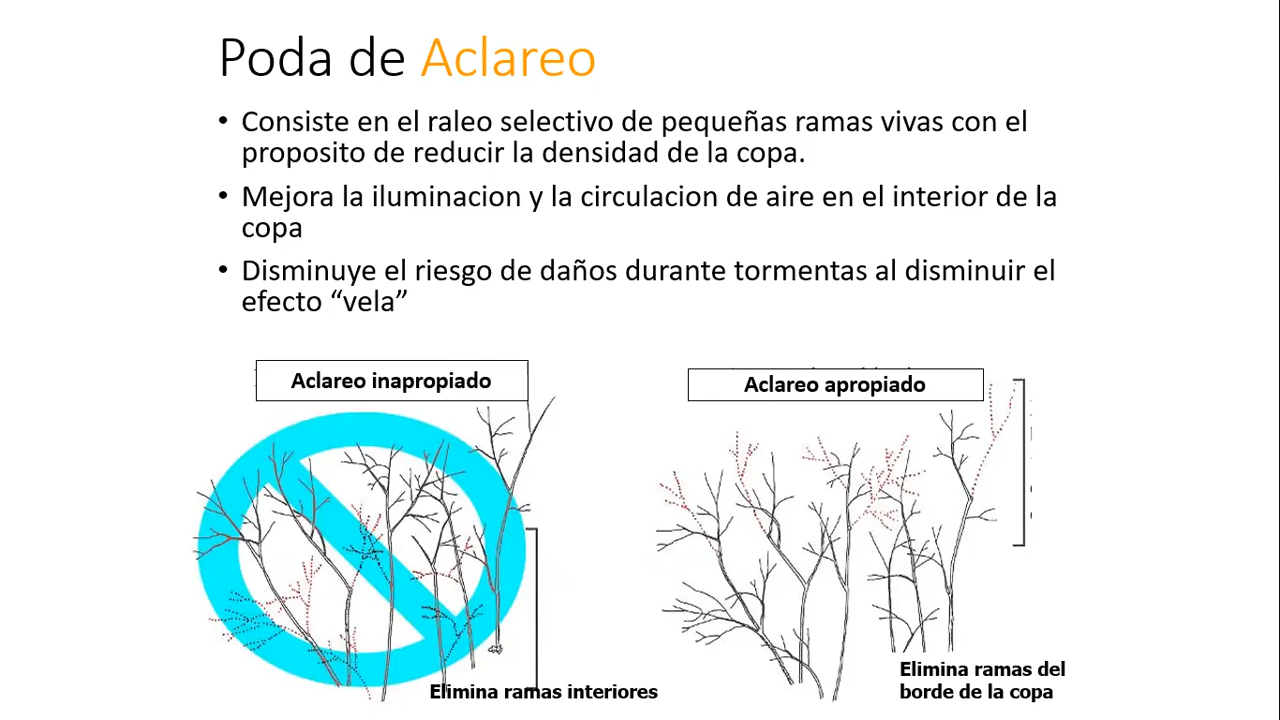 Poda de Aclareo
• Consiste en el raleo selectivo de pequeñas ramas vivas con el
proposito de reducir la densidad de la copa.
• Mejora la iluminacion y la circulacion de aire en el interior de la
copa
• Disminuye el riesgo de daños durante tormentas al disminuir el
efecto “vela”
Aclareo inapropiado
Aclareo apropiado
Elimina ramas interiores
Elimina ramas del
borde de la copa